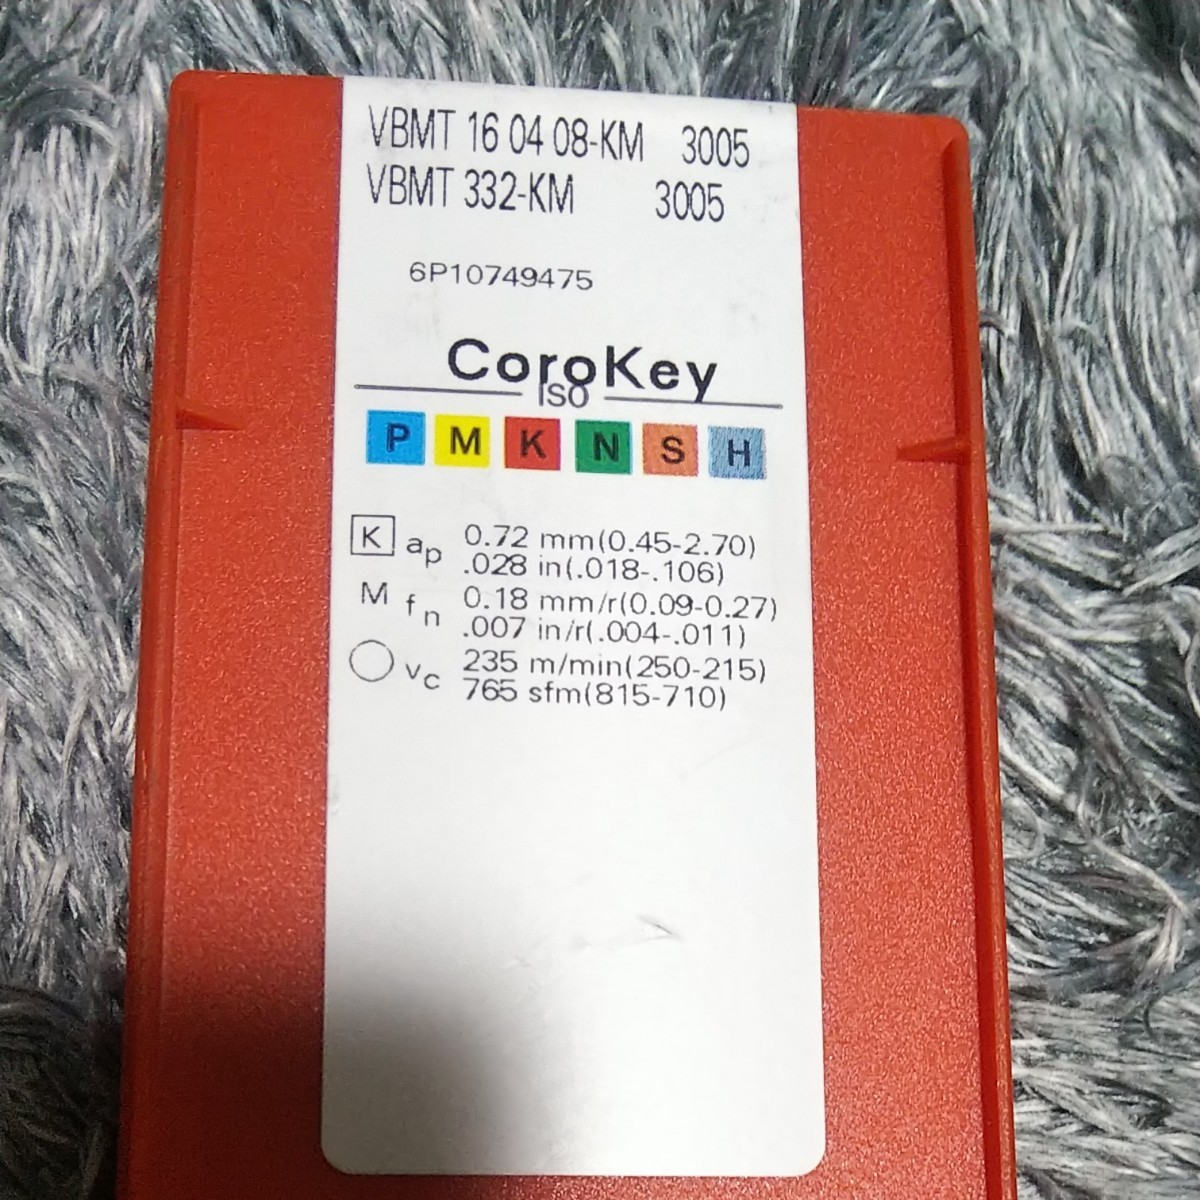 VBMT 16 04 08-KM 3005
VBMT 332-KM 3005
6P10749475
CoroKey
ISO
P M K N S H
K ap 0.72 mm(0.45-2.70)
.028 in(.018-.106)
M fn 0.18 mm/r(0.09-0.27)
.007 in/r(.004-.011)
vc 235 m/min(250-215)
765 sfm(815-710)